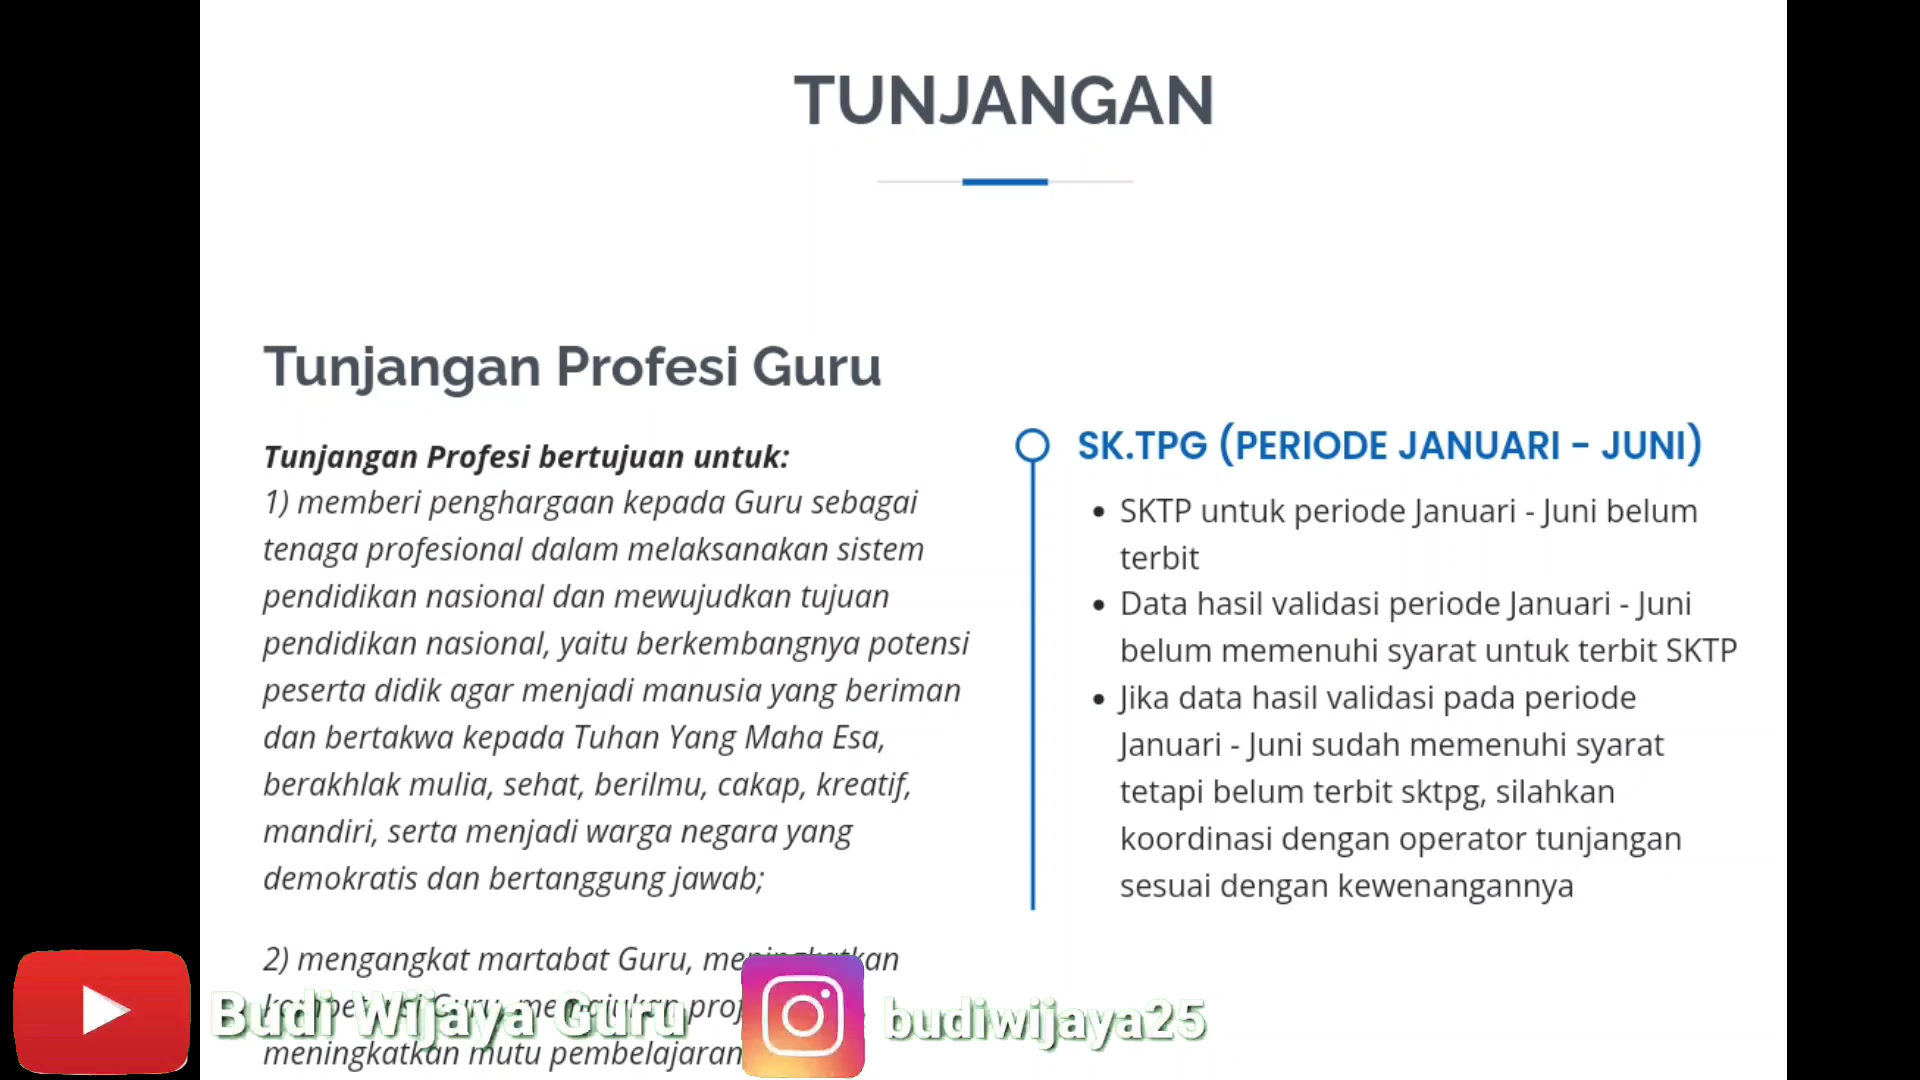 TUNJANGAN
Tunjangan Profesi Guru
Tunjangan Profesi bertujuan untuk:
1) memberi penghargaan kepada Guru sebagai
tenaga profesional dalam melaksanakan sistem
pendidikan nasional dan mewujudkan tujuan
pendidikan nasional, yaitu berkembangnya potensi
peserta didik agar menjadi manusia yang beriman
dan bertakwa kepada Tuhan Yang Maha Esa,
berakhlak mulia, sehat, berilmu, cakap, kreatif,
mandiri, serta menjadi warga negara yang
demokratis dan bertanggung jawab;
2) mengangkat martabat Guru, meningkatkan
kompetensi Guru, memajukan
meningkatkan mutu pembelajaran
SK.TPG (PERIODE JANUARI - JUNI)
• SKTP untuk periode Januari - Juni belum
terbit
• Data hasil validasi periode Januari - Juni
belum memenuhi syarat untuk terbit SKTP
• Jika data hasil validasi pada periode
Januari - Juni sudah memenuhi syarat
tetapi belum terbit sktpg, silahkan
koordinasi dengan operator tunjangan
sesuai dengan kewenangannya
Budi Wijaya Guru
budiwijaya25